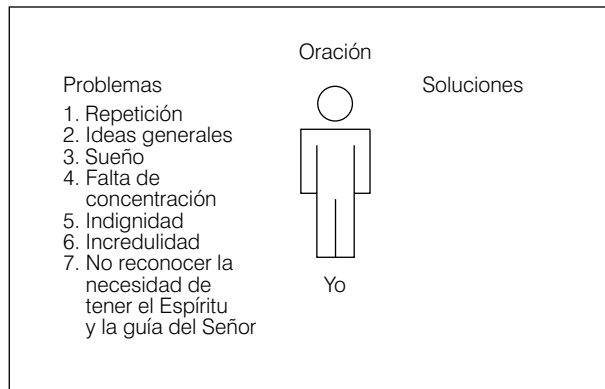 Oración
Problemas
1. Repetición
2. Ideas generales
3. Sueño
4. Falta de
concentración
5. Indignidad
6. Incredulidad
7. No reconocer la
necesidad de
tener el Espíritu
y la guía del Señor
Yo
Soluciones